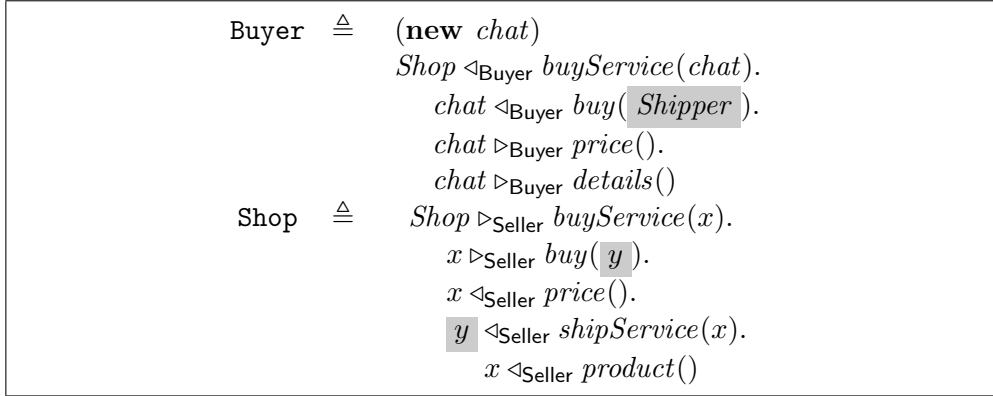 Buyer ≜ (new chat)
Shop ◁Buyer buyService(chat).
chat ◁Buyer buy( Shipper ).
chat ▷Buyer price().
chat ▷Buyer details()
Shop ≜ Shop ▷Seller buyService(x).
x ▷Seller buy( y ).
x ◁Seller price().
y ◁Seller shipService(x).
x ◁Seller product()